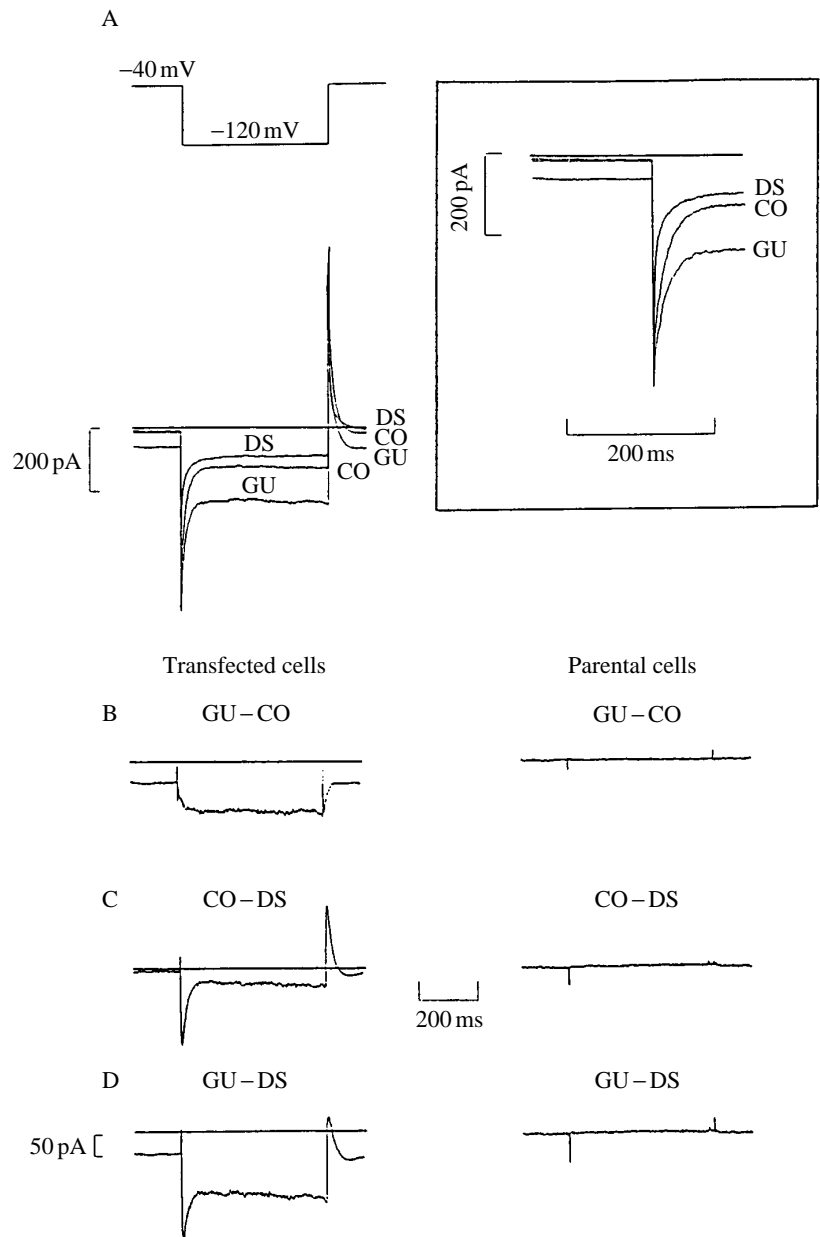 A
−40 mV
−120 mV
200 pA
DS
CO
GU
200 ms
200 pA
DS
CO
GU
DS
CO
GU
Transfected cells
Parental cells
B
GU – CO
GU – CO
C
CO – DS
CO – DS
200 ms
D
GU – DS
GU – DS
50 pA